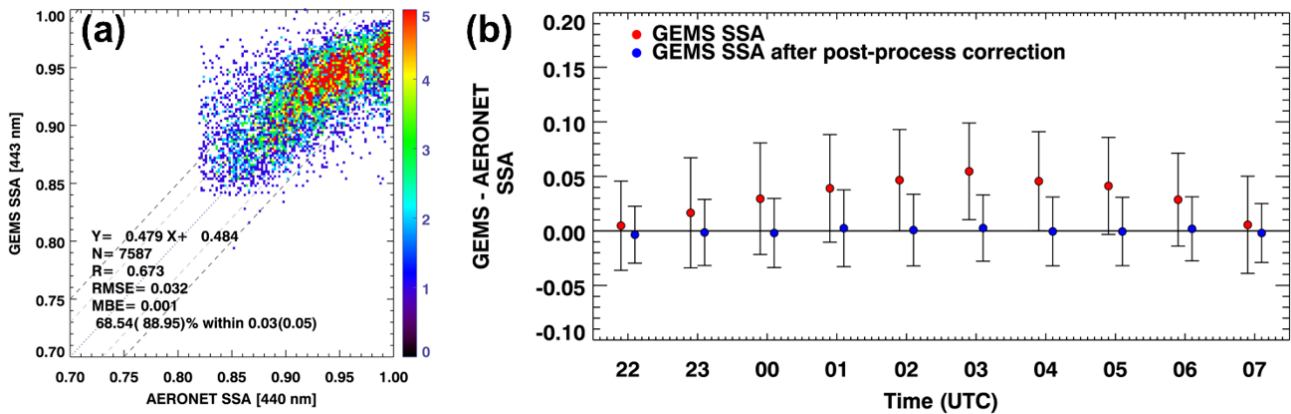 (a)
1.00
0.95
0.90
0.85
0.80
0.75
0.70
GEMS SSA [443 nm]
Y= 0.479 X+ 0.484
N= 7587
R= 0.673
RMSE= 0.032
MBE= 0.001
68.54( 88.95)% within 0.03(0.05)
0.70 0.75 0.80 0.85 0.90 0.95 1.00
AERONET SSA [440 nm]
5
4
3
2
1
0
(b)
0.20
0.15
0.10
0.05
0.00
-0.05
-0.10
GEMS - AERONET
SSA
GEMS SSA
GEMS SSA after post-process correction
22 23 00 01 02 03 04 05 06 07
Time (UTC)